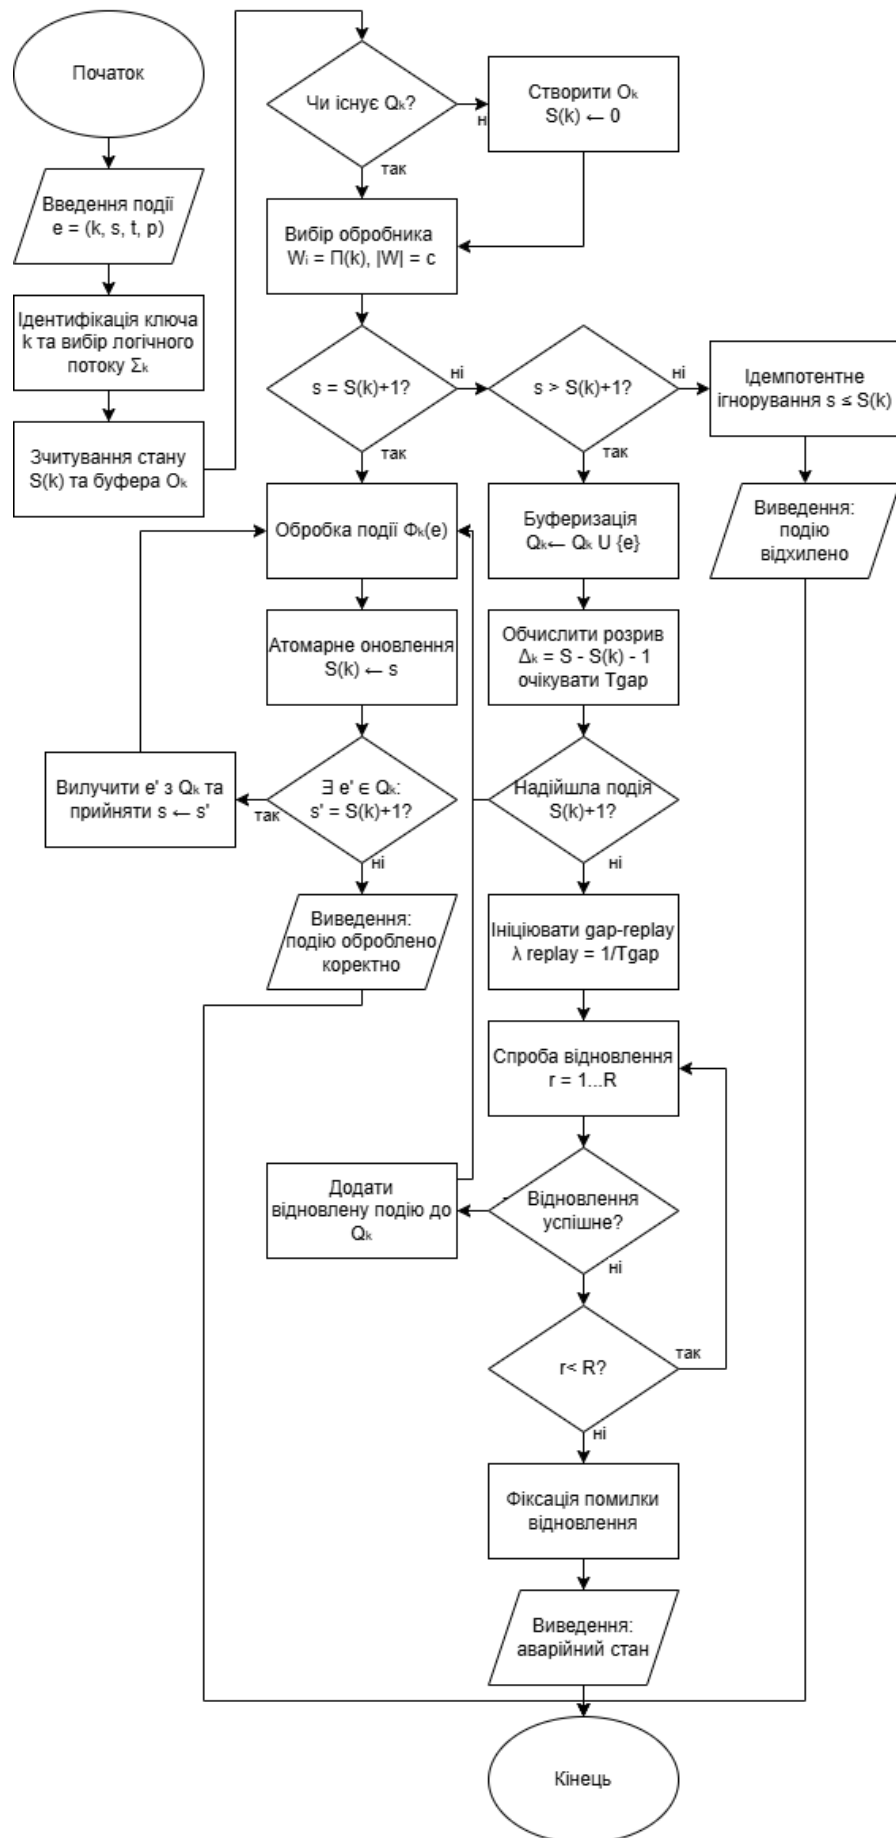 Початок
Введення події
e = (k, s, t, p)
Ідентифікація ключа
k та вибір логічного
потоку Σₖ
Зчитування стану
S(k) та буфера Oₖ
Чи існує Qₖ?
н
Створити Oₖ
S(k) ← 0
так
Вибір обробника
Wᵢ = Π(k), |W| = c
s = S(k)+1?
ні
s > S(k)+1?
ні
Ідемпотентне
ігнорування s ≤ S(k)
так
так
Обробка події Φₖ(e)
Буферизація
Qₖ← Qₖ U {e}
Виведення:
подію
відхилено
Атомарне оновлення
S(k) ← s
Обчислити розрив
Δₖ = S - S(k) - 1
очікувати Tgap
Вилучити e' з Qₖ та
прийняти s ← s'
так
∃ e' ∈ Qₖ:
s' = S(k)+1?
Надійшла подія
S(k)+1?
ні
ні
Виведення:
подію оброблено
коректно
Ініціювати gap-replay
λ replay = 1/Tgap
Спроба відновлення
r = 1...R
Додати
відновлену подію до
Qₖ
Відновлення
успішне?
ні
r< R?
так
ні
Фіксація помилки
відновлення
Виведення:
аварійний стан
Кінець